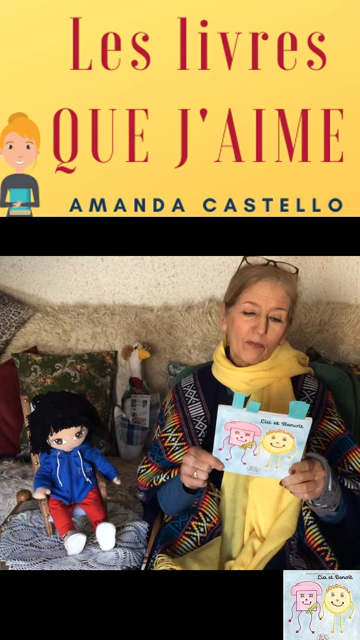 Les livres
QUE J'AIME
AMANDA CASTELLO
Lia et Benoît
Lia et Benoît